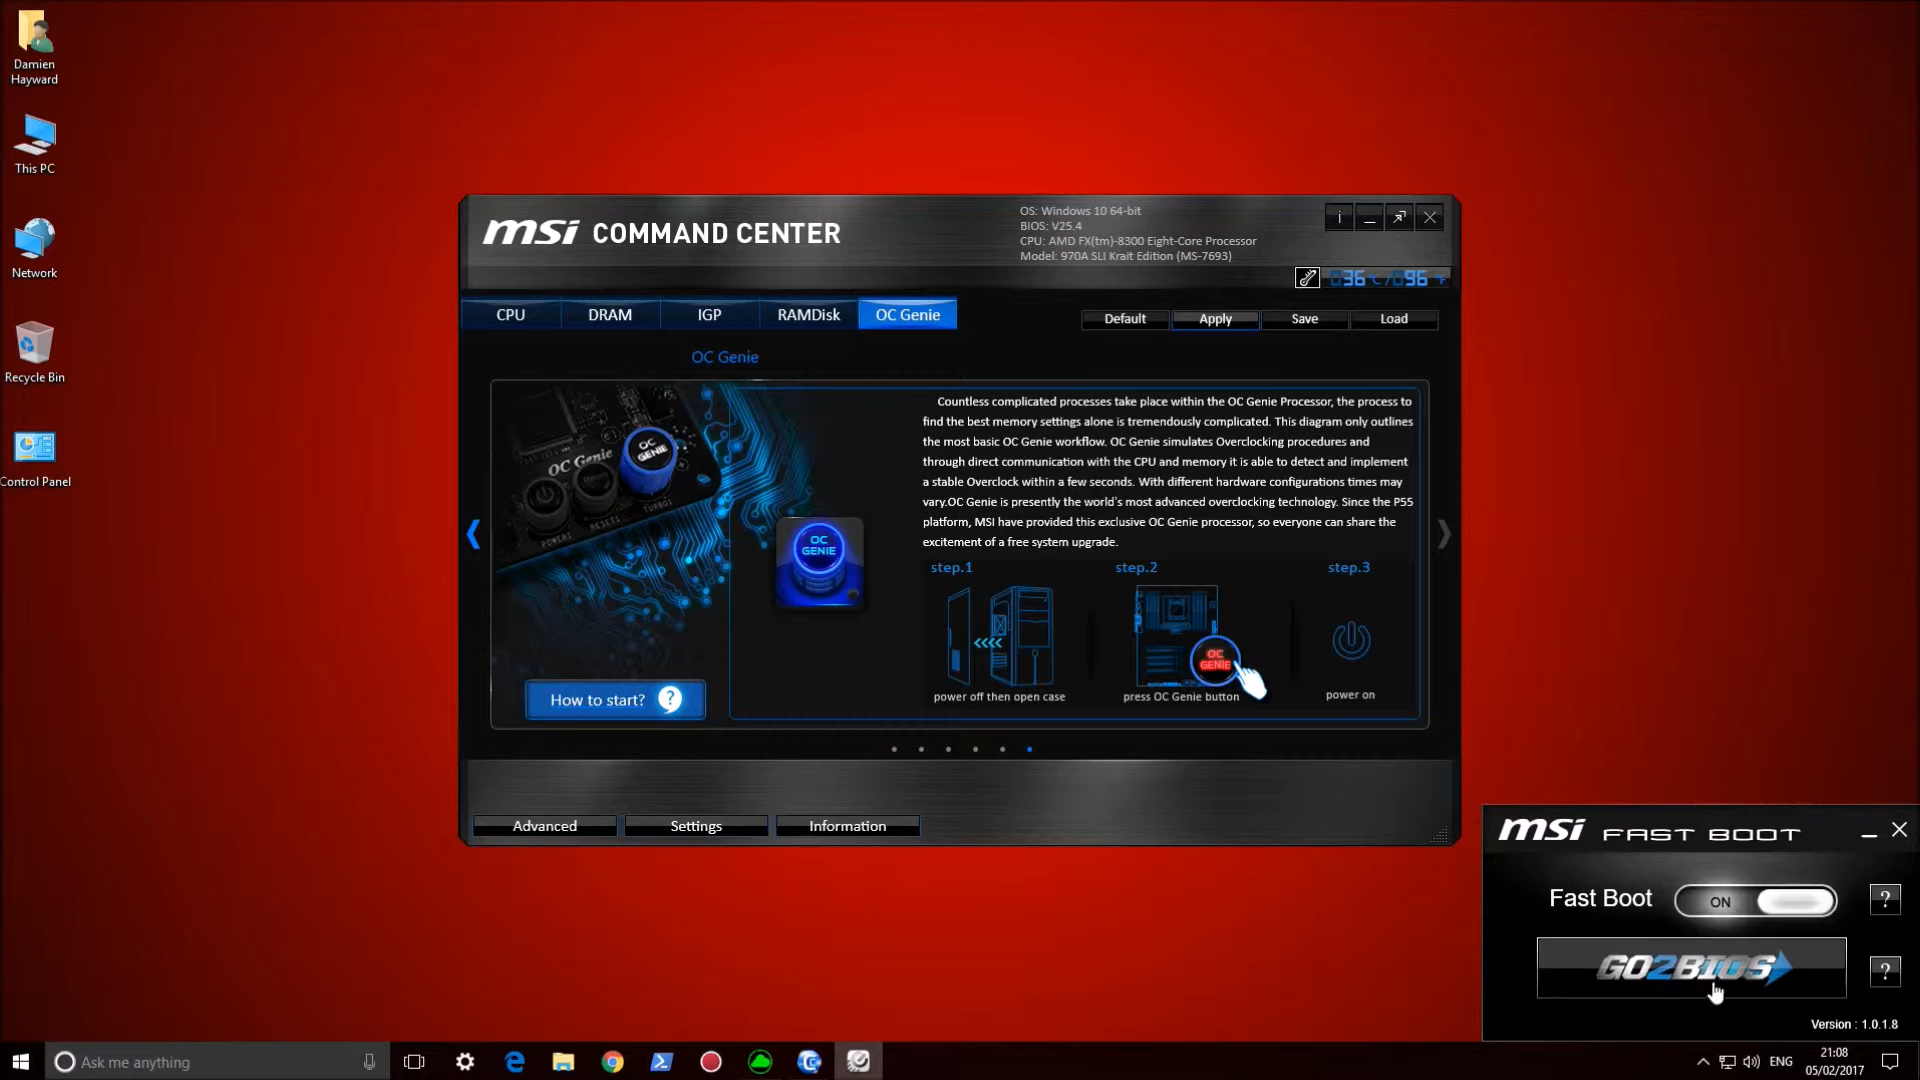 Damien
Hayward
This PC
Network
Recycle Bin
Control Panel
msi COMMAND CENTER
OS: Windows 10 64-bit
BIOS: V25.4
CPU: AMD FX(tm)-8300 Eight-Core Processor
Model: 970A SLI Krait Edition (MS-7693)
i
036 °C / 096 °F
CPU
DRAM
IGP
RAMDisk
OC Genie
Default
Apply
Save
Load
OC Genie
Countless complicated processes take place within the OC Genie Processor, the process to
find the best memory settings alone is tremendously complicated. This diagram only outlines
the most basic OC Genie workflow. OC Genie simulates Overclocking procedures and
through direct communication with the CPU and memory it is able to detect and implement
a stable Overclock within a few seconds. With different hardware configurations times may
vary.OC Genie is presently the world's most advanced overclocking technology. Since the P55
platform, MSI have provided this exclusive OC Genie processor, so everyone can share the
excitement of a free system upgrade.
OC
GENIE
OC Genie
POWER1
RESET1
TURBO1
OC
GENIE
step.1
step.2
step.3
OC
GENIE
power off then open case
press OC Genie button
power on
How to start? ?
Advanced
Settings
Information
msi FAST BOOT
Fast Boot
ON
?
GO2BIOS
?
Version : 1.0.1.8
Ask me anything
ENG
21:08
05/02/2017